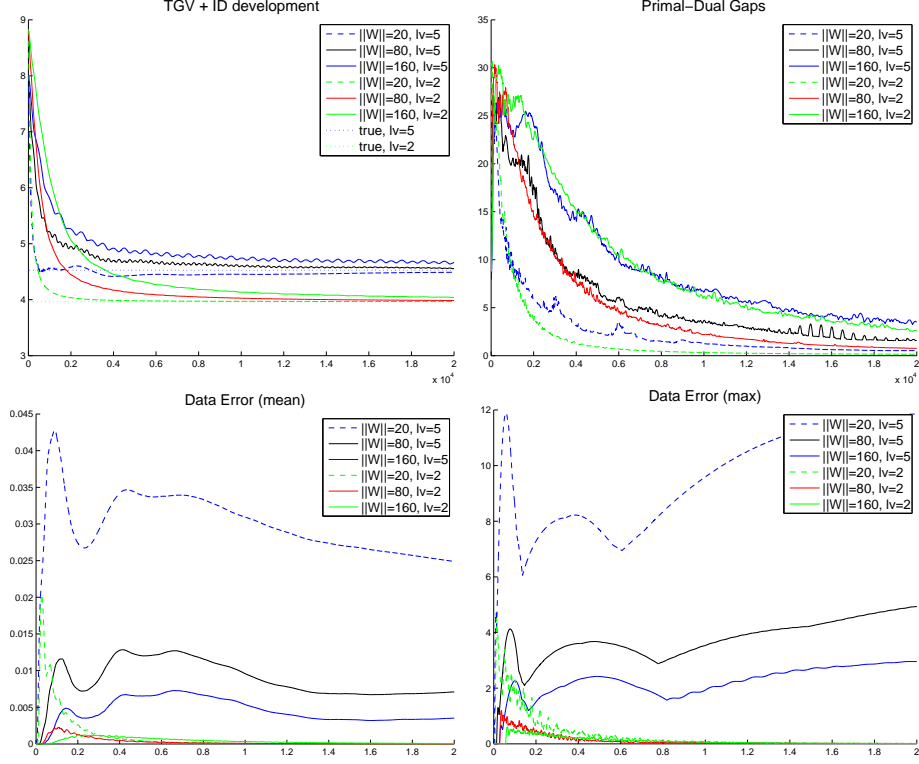 TGV + ID development
9
8
7
6
5
4
3
0
0.2
0.4
0.6
0.8
1
1.2
1.4
1.6
1.8
2
x 10^4
||W||=20, lv=5
||W||=80, lv=5
||W||=160, lv=5
||W||=20, lv=2
||W||=80, lv=2
||W||=160, lv=2
true, lv=5
true, lv=2
Primal−Dual Gaps
35
30
25
20
15
10
5
0
0
0.2
0.4
0.6
0.8
1
1.2
1.4
1.6
1.8
2
x 10^4
||W||=20, lv=5
||W||=80, lv=5
||W||=160, lv=5
||W||=20, lv=2
||W||=80, lv=2
||W||=160, lv=2
Data Error (mean)
0.045
0.04
0.035
0.03
0.025
0.02
0.015
0.01
0.005
0
0
0.2
0.4
0.6
0.8
1
1.2
1.4
1.6
1.8
2
||W||=20, lv=5
||W||=80, lv=5
||W||=160, lv=5
||W||=20, lv=2
||W||=80, lv=2
||W||=160, lv=2
Data Error (max)
12
10
8
6
4
2
0
0
0.2
0.4
0.6
0.8
1
1.2
1.4
1.6
1.8
2
||W||=20, lv=5
||W||=80, lv=5
||W||=160, lv=5
||W||=20, lv=2
||W||=80, lv=2
||W||=160, lv=2